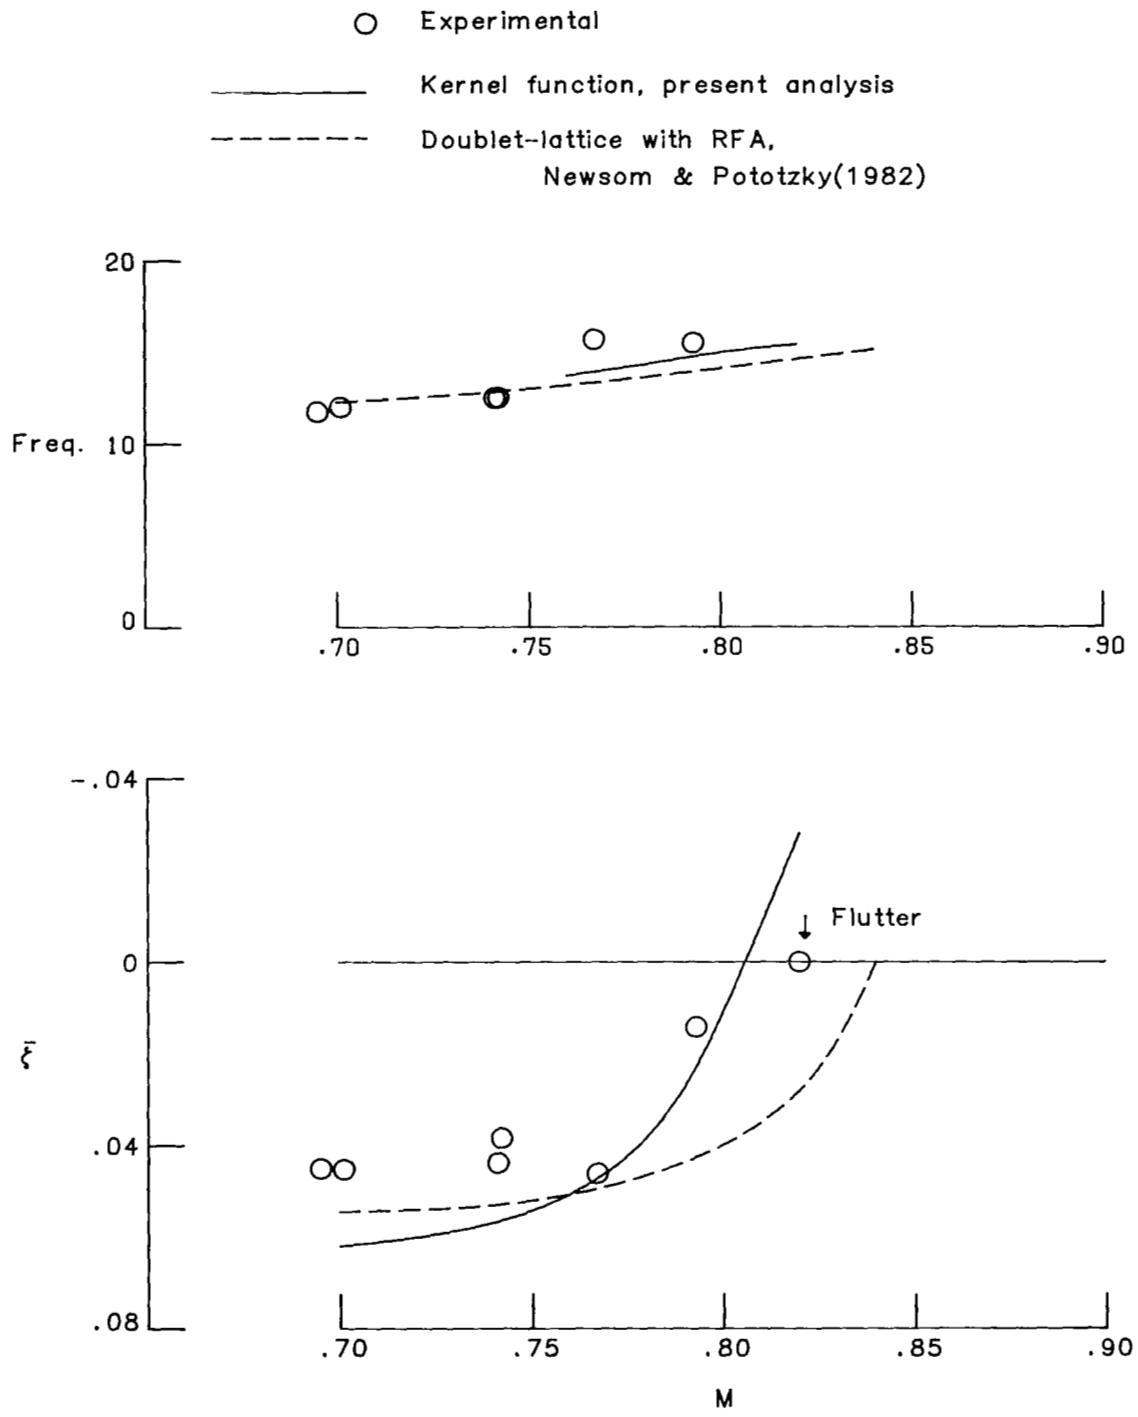 Experimental
Kernel function, present analysis
Doublet-lattice with RFA,
Newsom & Pototzky(1982)
20
Freq. 10
0
.70 .75 .80 .85 .90
-.04
Flutter
0
ξ̄
.04
.08
.70 .75 .80 .85 .90
M